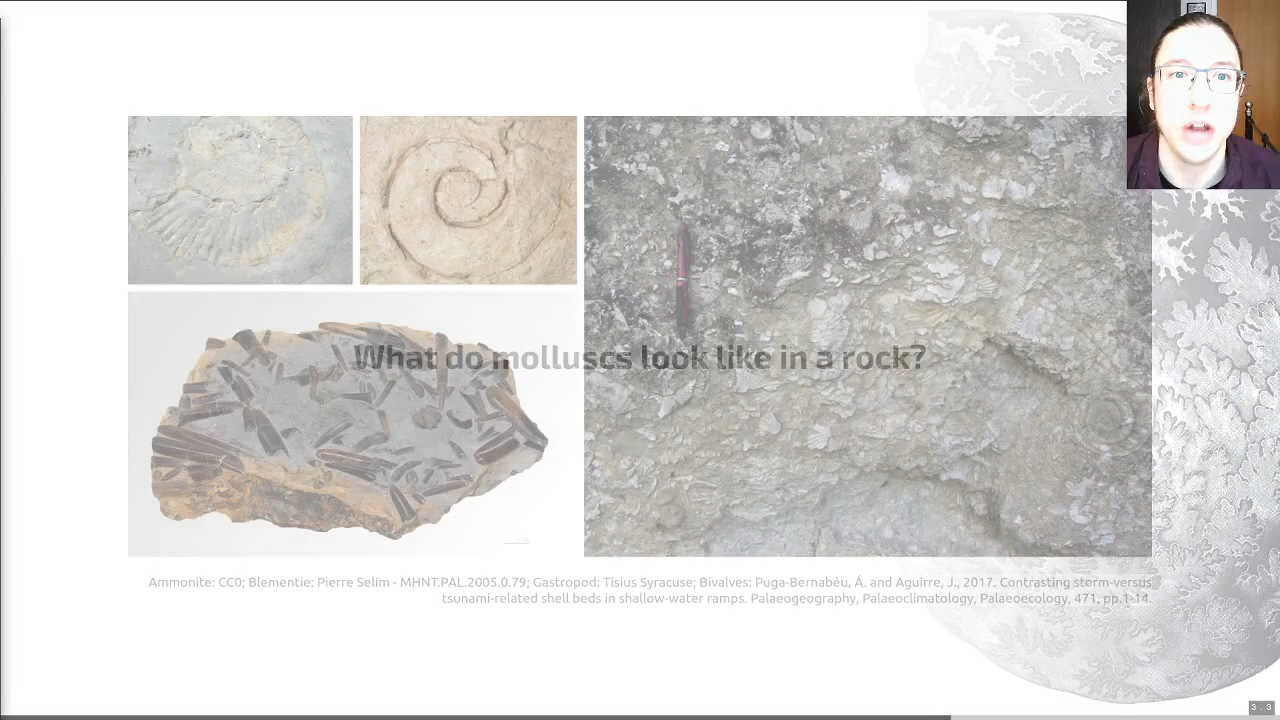 What do molluscs look like in a rock?
Ammonite: CC0; Blementie: Pierre Selim - MHNT.PAL.2005.0.79; Gastropod: Tisius Syracuse; Bivalves: Puga-Bernabéu, Á. and Aguirre, J., 2017. Contrasting storm-versus
tsunami-related shell beds in shallow-water ramps. Palaeogeography, Palaeoclimatology, Palaeoecology, 471, pp.1-14.
3 . 3